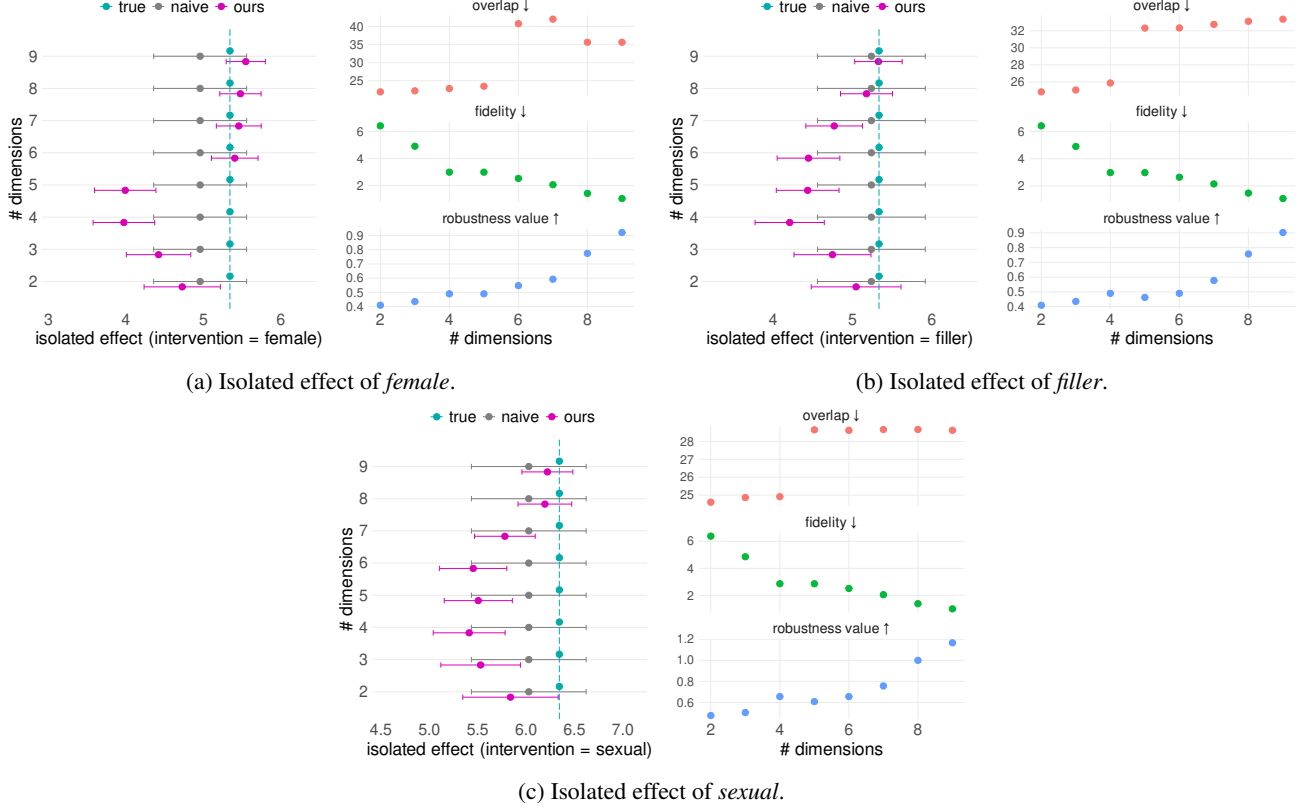 true naive ours
overlap ↓
40
35
30
25
fidelity ↓
6
4
2
robustness value ↑
0.9
0.8
0.7
0.6
0.5
0.4
2 4 6 8
# dimensions
9
8
7
6
5
4
3
2
# dimensions
3 4 5 6
isolated effect (intervention = female)
(a) Isolated effect of female.
true naive ours
overlap ↓
32
30
28
26
fidelity ↓
6
4
2
robustness value ↑
0.9
0.8
0.7
0.6
0.5
0.4
2 4 6 8
# dimensions
9
8
7
6
5
4
3
2
# dimensions
4 5 6
isolated effect (intervention = filler)
(b) Isolated effect of filler.
true naive ours
overlap ↓
28
27
26
25
fidelity ↓
6
4
2
robustness value ↑
1.2
1.0
0.8
0.6
2 4 6 8
# dimensions
9
8
7
6
5
4
3
2
# dimensions
4.5 5.0 5.5 6.0 6.5 7.0
isolated effect (intervention = sexual)
(c) Isolated effect of sexual.